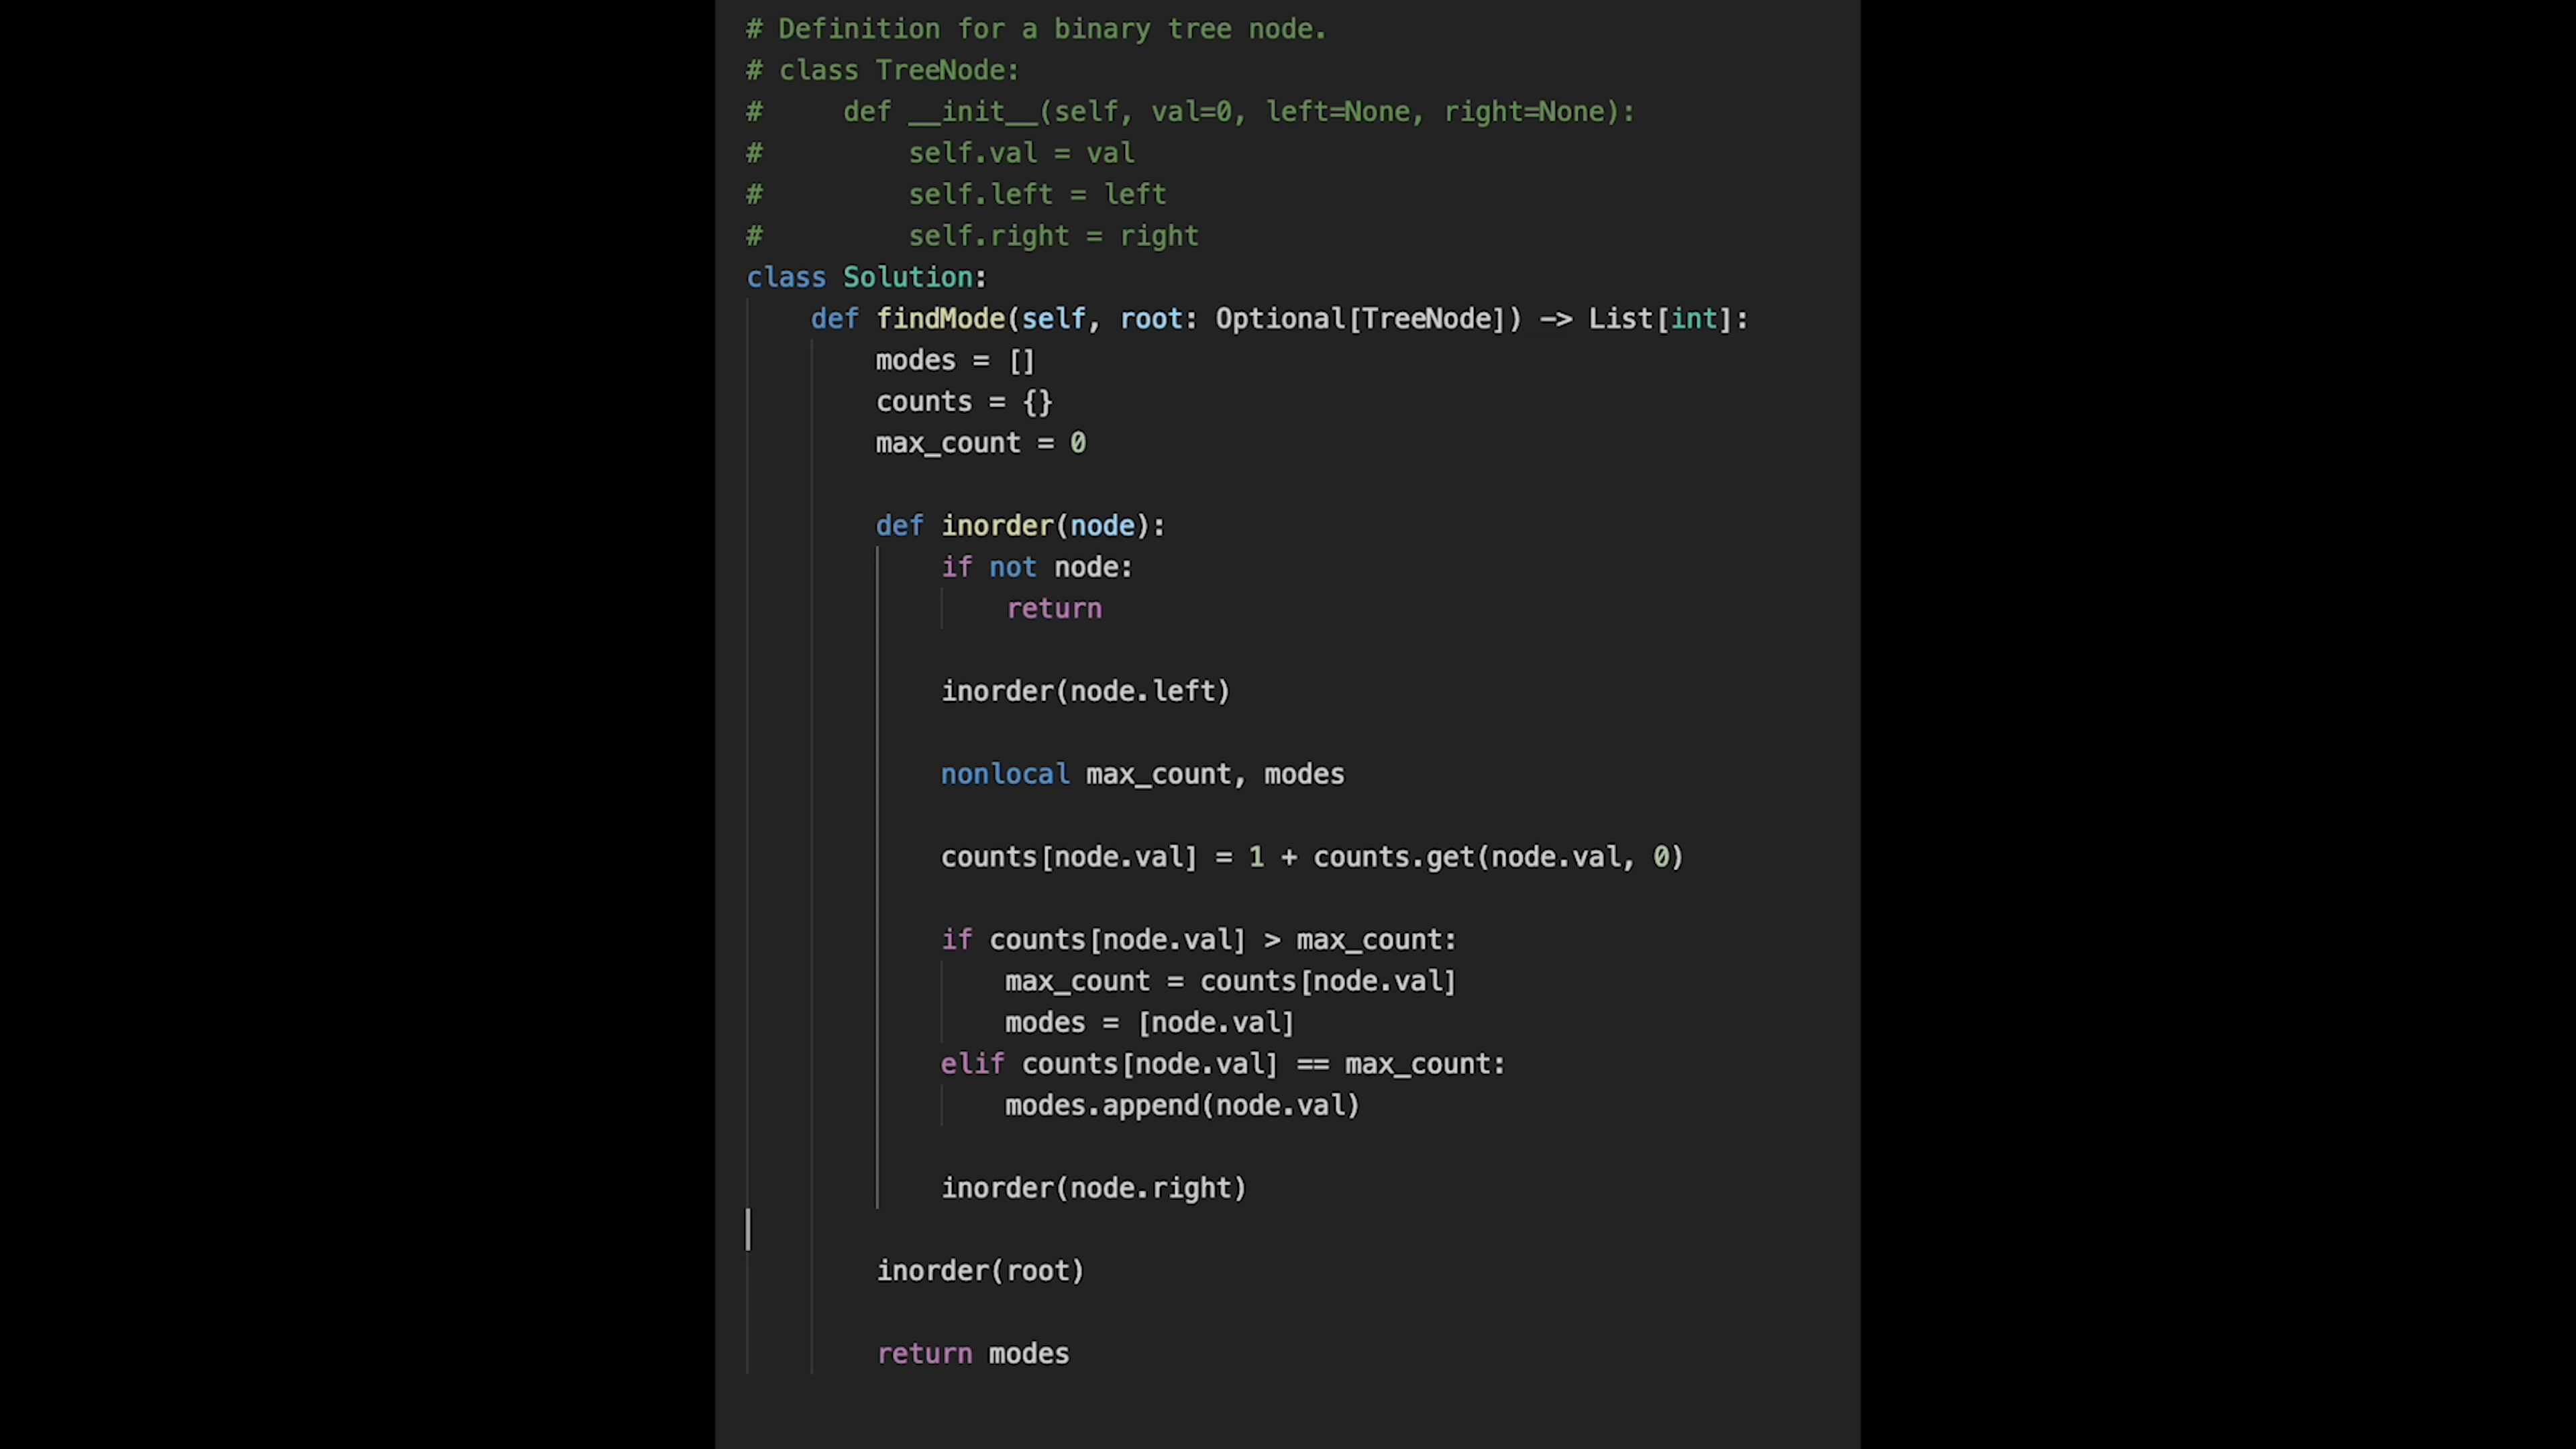 # Definition for a binary tree node.
# class TreeNode:
#     def __init__(self, val=0, left=None, right=None):
#         self.val = val
#         self.left = left
#         self.right = right
class Solution:
    def findMode(self, root: Optional[TreeNode]) -> List[int]:
        modes = []
        counts = {}
        max_count = 0

        def inorder(node):
            if not node:
                return

            inorder(node.left)

            nonlocal max_count, modes

            counts[node.val] = 1 + counts.get(node.val, 0)

            if counts[node.val] > max_count:
                max_count = counts[node.val]
                modes = [node.val]
            elif counts[node.val] == max_count:
                modes.append(node.val)

            inorder(node.right)

        inorder(root)

        return modes